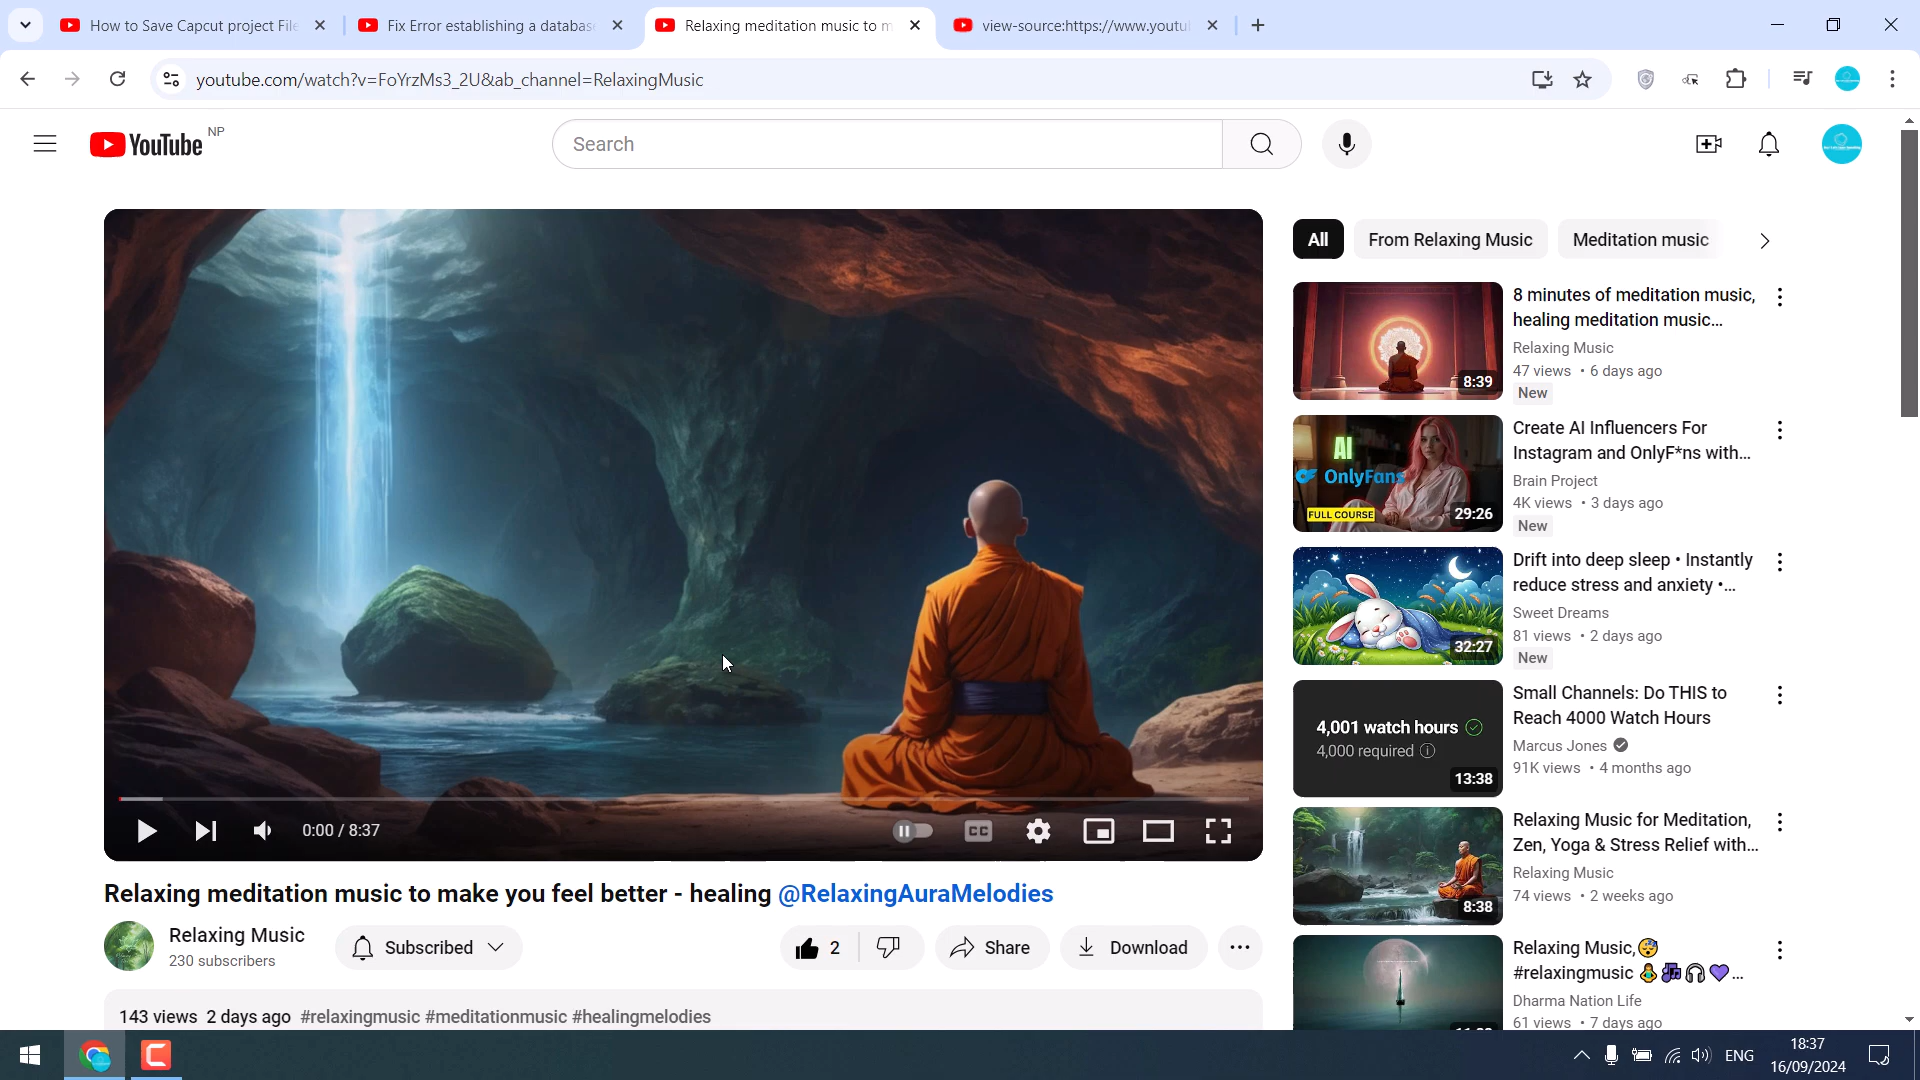 How to Save Capcut project File
Fix Error establishing a databas
Relaxing meditation music to m
view-source:https://www.youtu
youtube.com/watch?v=FoYrzMs3_2U&ab_channel=RelaxingMusic
YouTube NP
Search
All
From Relaxing Music
Meditation music
8 minutes of meditation music,
healing meditation music...
Relaxing Music
47 views • 6 days ago
New
8:39
Create AI Influencers For
Instagram and OnlyF*ns with...
Brain Project
4K views • 3 days ago
New
AI
OnlyFans
FULL COURSE
29:26
Drift into deep sleep • Instantly
reduce stress and anxiety •...
Sweet Dreams
81 views • 2 days ago
New
32:27
Small Channels: Do THIS to
Reach 4000 Watch Hours
Marcus Jones
91K views • 4 months ago
4,001 watch hours
4,000 required
13:38
Relaxing Music for Meditation,
Zen, Yoga & Stress Relief with...
Relaxing Music
74 views • 2 weeks ago
8:38
Relaxing Music,😴
#relaxingmusic 🧘🎶🎧💜...
Dharma Nation Life
61 views • 7 days ago
0:00 / 8:37
CC
Relaxing meditation music to make you feel better - healing @RelaxingAuraMelodies
Relaxing Music
230 subscribers
Subscribed
2
Share
Download
143 views 2 days ago #relaxingmusic #meditationmusic #healingmelodies
ENG
18:37
16/09/2024